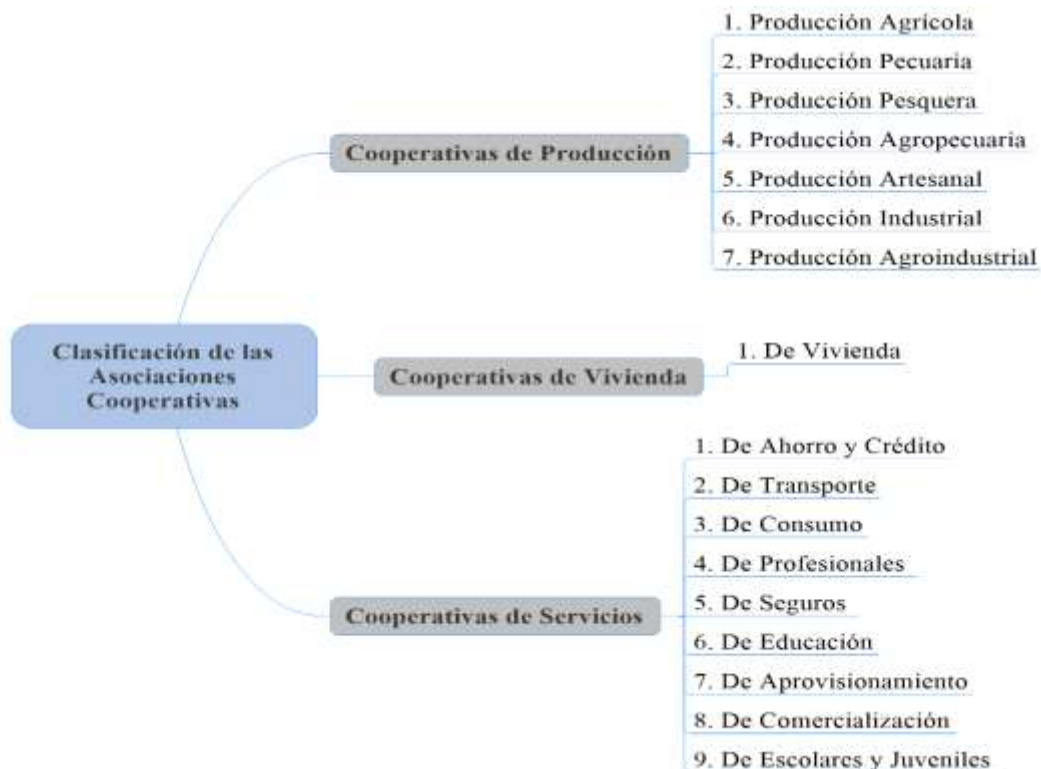 Clasificación de las
Asociaciones
Cooperativas
Cooperativas de Producción
1. Producción Agrícola
2. Producción Pecuaria
3. Producción Pesquera
4. Producción Agropecuaria
5. Producción Artesanal
6. Producción Industrial
7. Producción Agroindustrial
Cooperativas de Vivienda
1. De Vivienda
Cooperativas de Servicios
1. De Ahorro y Crédito
2. De Transporte
3. De Consumo
4. De Profesionales
5. De Seguros
6. De Educación
7. De Aprovisionamiento
8. De Comercialización
9. De Escolares y Juveniles